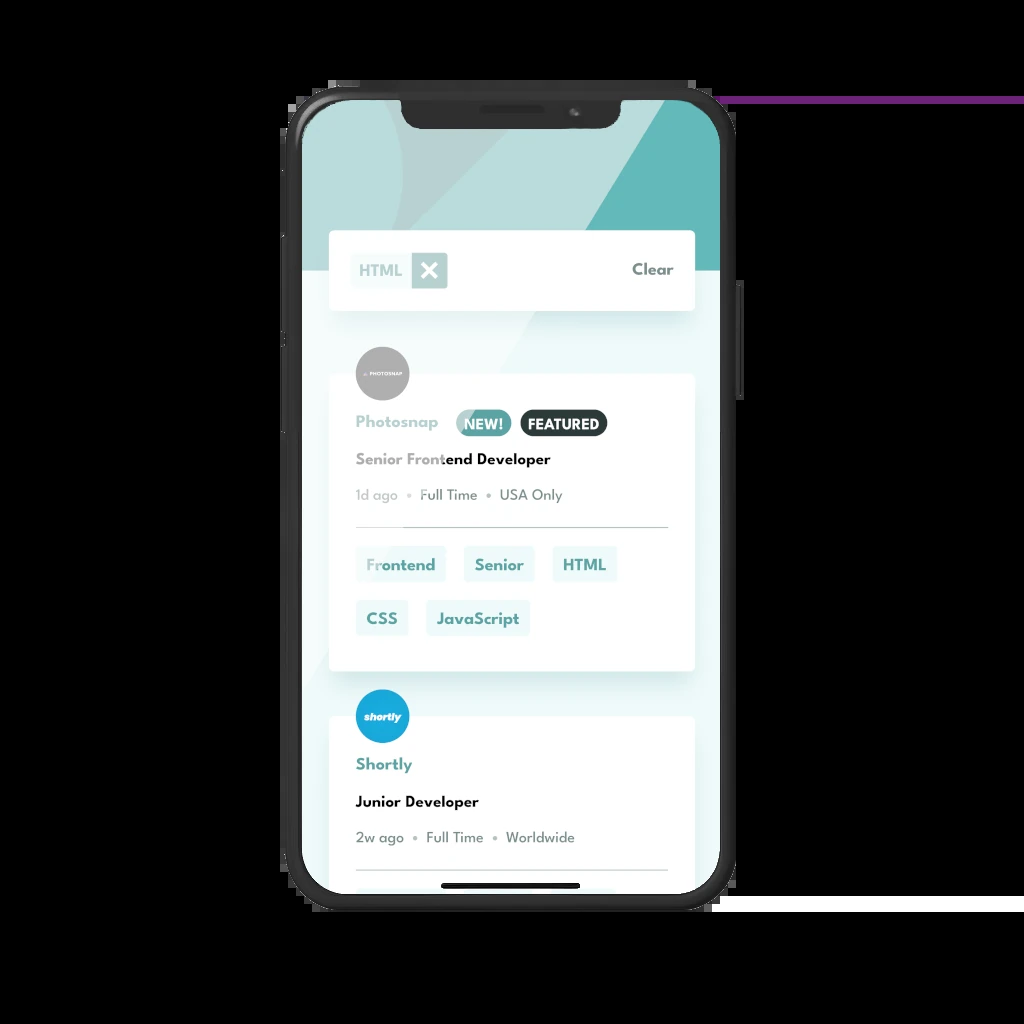 HTML Clear
PHOTOSNAP
Photosnap NEW! FEATURED
Senior Frontend Developer
1d ago • Full Time • USA Only
Frontend Senior HTML
CSS JavaScript
shortly
Shortly
Junior Developer
2w ago • Full Time • Worldwide